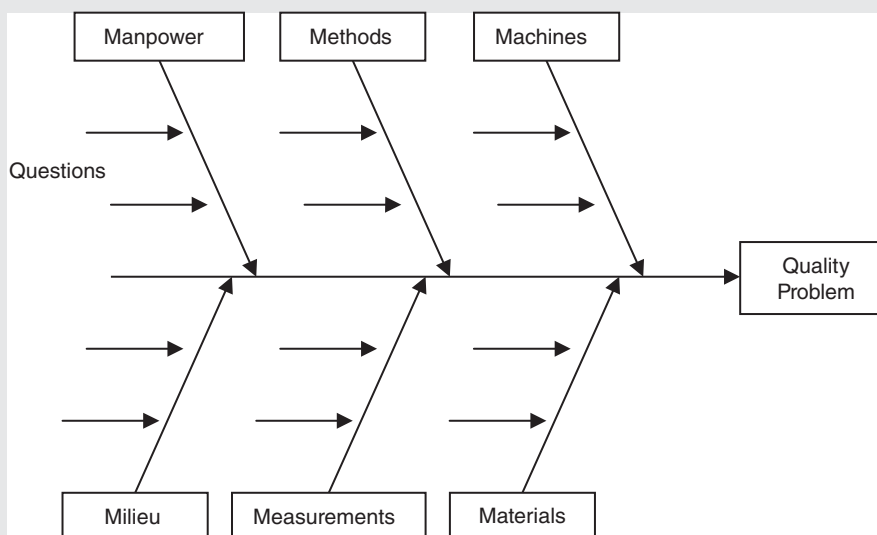 Manpower
Methods
Machines
Questions
Quality
Problem
Milieu
Measurements
Materials